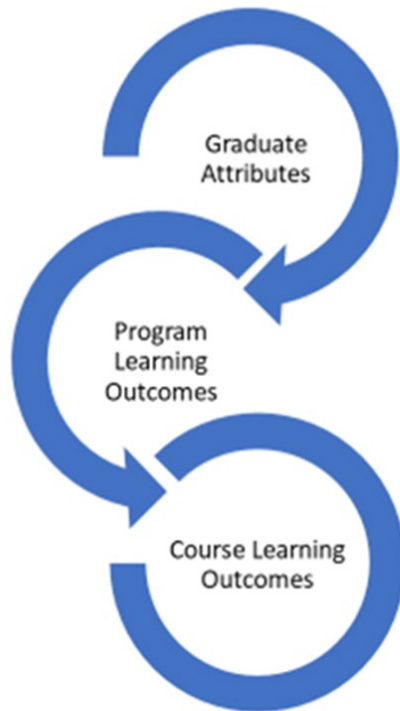 Graduate
Attributes
Program
Learning
Outcomes
Course Learning
Outcomes